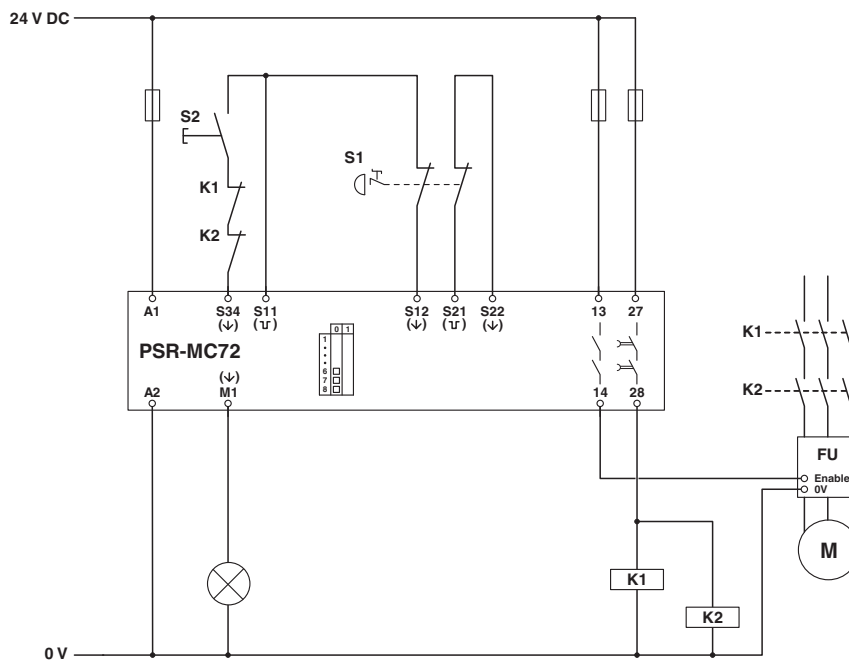 24 V DC
S2
S1
K1
K2
A1 S34 S11 S12 S21 S22 13 27
0 1
1
6
7
8
PSR-MC72
A2 M1 14 28
K1
K2
FU
Enable
0V
M
K1
K2
0 V